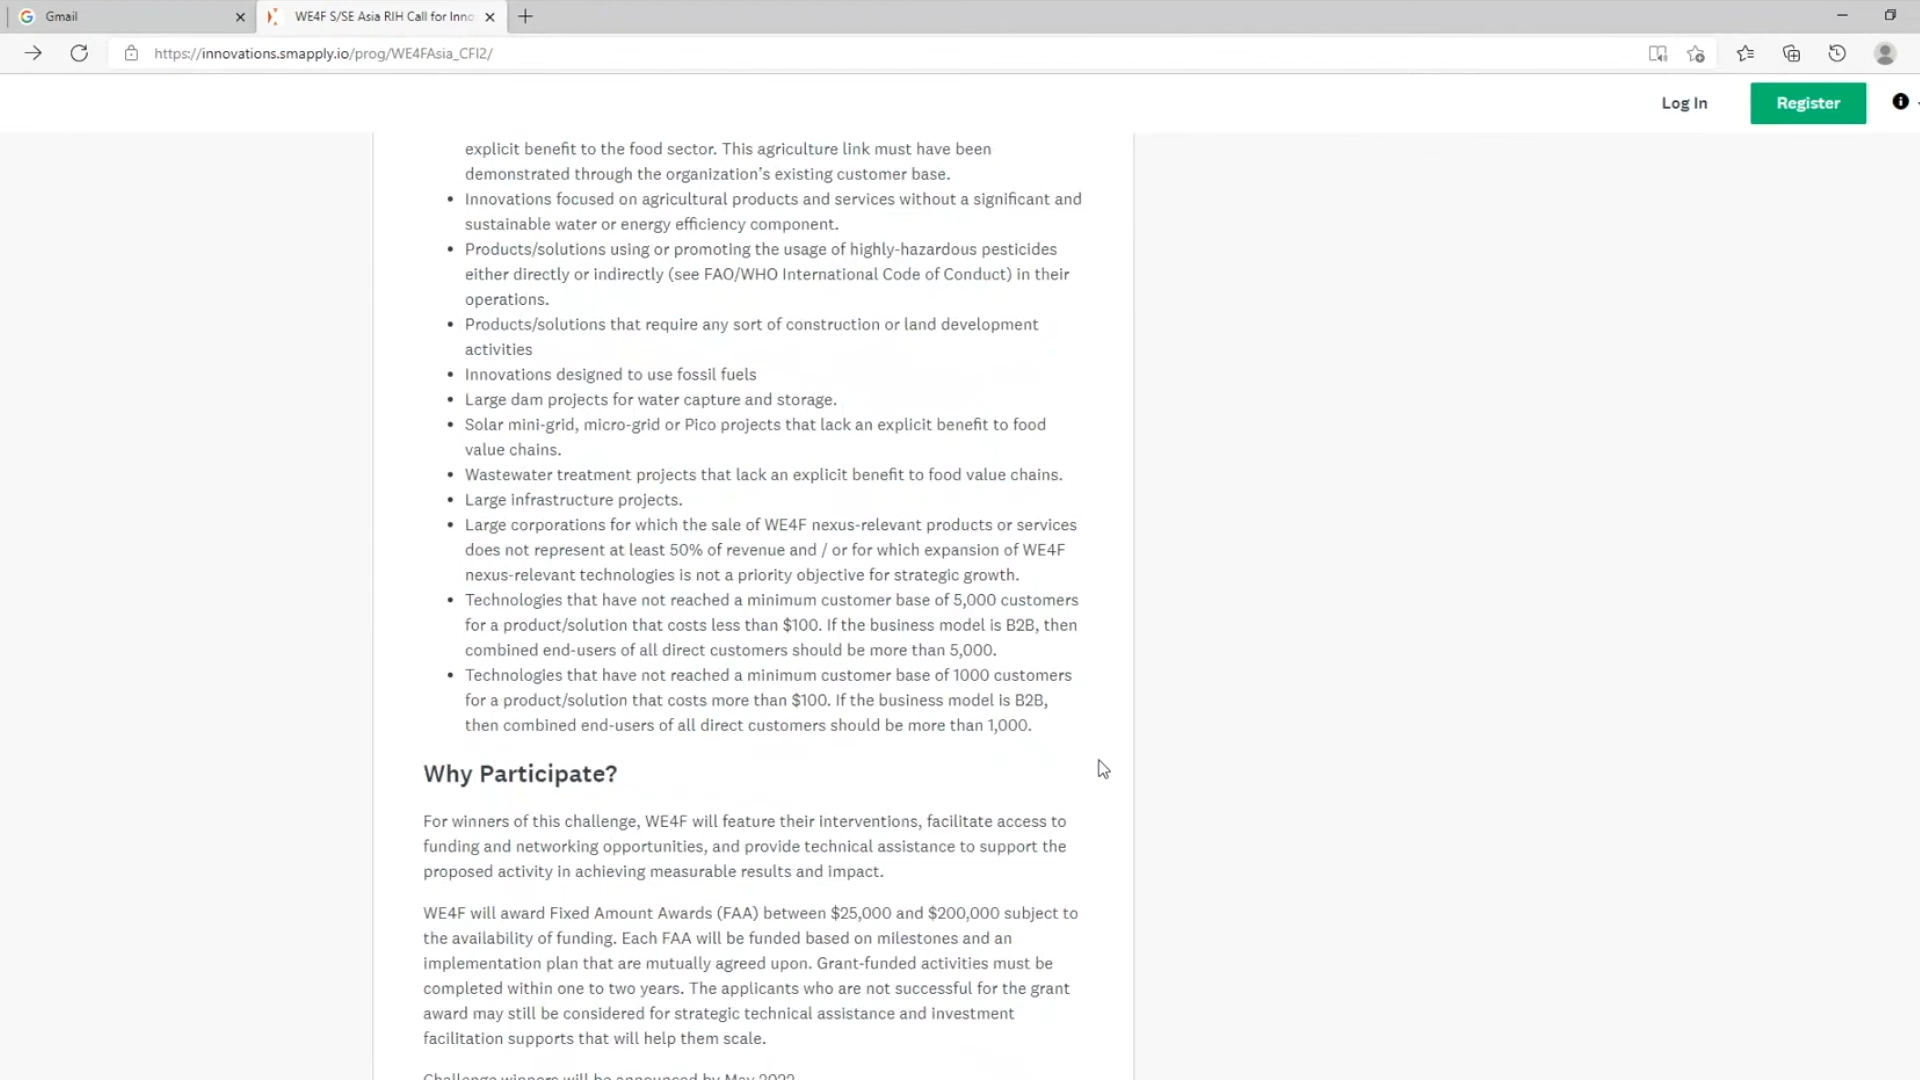 Gmail
WE4F S/SE Asia RIH Call for Inno
https://innovations.smapply.io/prog/WE4FAsia_CFI2/
Log In
Register
explicit benefit to the food sector. This agriculture link must have been
demonstrated through the organization's existing customer base.
• Innovations focused on agricultural products and services without a significant and
sustainable water or energy efficiency component.
• Products/solutions using or promoting the usage of highly-hazardous pesticides
either directly or indirectly (see FAO/WHO International Code of Conduct) in their
operations.
• Products/solutions that require any sort of construction or land development
activities
• Innovations designed to use fossil fuels
• Large dam projects for water capture and storage.
• Solar mini-grid, micro-grid or Pico projects that lack an explicit benefit to food
value chains.
• Wastewater treatment projects that lack an explicit benefit to food value chains.
• Large infrastructure projects.
• Large corporations for which the sale of WE4F nexus-relevant products or services
does not represent at least 50% of revenue and / or for which expansion of WE4F
nexus-relevant technologies is not a priority objective for strategic growth.
• Technologies that have not reached a minimum customer base of 5,000 customers
for a product/solution that costs less than $100. If the business model is B2B, then
combined end-users of all direct customers should be more than 5,000.
• Technologies that have not reached a minimum customer base of 1000 customers
for a product/solution that costs more than $100. If the business model is B2B,
then combined end-users of all direct customers should be more than 1,000.
Why Participate?
For winners of this challenge, WE4F will feature their interventions, facilitate access to
funding and networking opportunities, and provide technical assistance to support the
proposed activity in achieving measurable results and impact.
WE4F will award Fixed Amount Awards (FAA) between $25,000 and $200,000 subject to
the availability of funding. Each FAA will be funded based on milestones and an
implementation plan that are mutually agreed upon. Grant-funded activities must be
completed within one to two years. The applicants who are not successful for the grant
award may still be considered for strategic technical assistance and investment
facilitation supports that will help them scale.
Challenge winners will be announced by May 2022